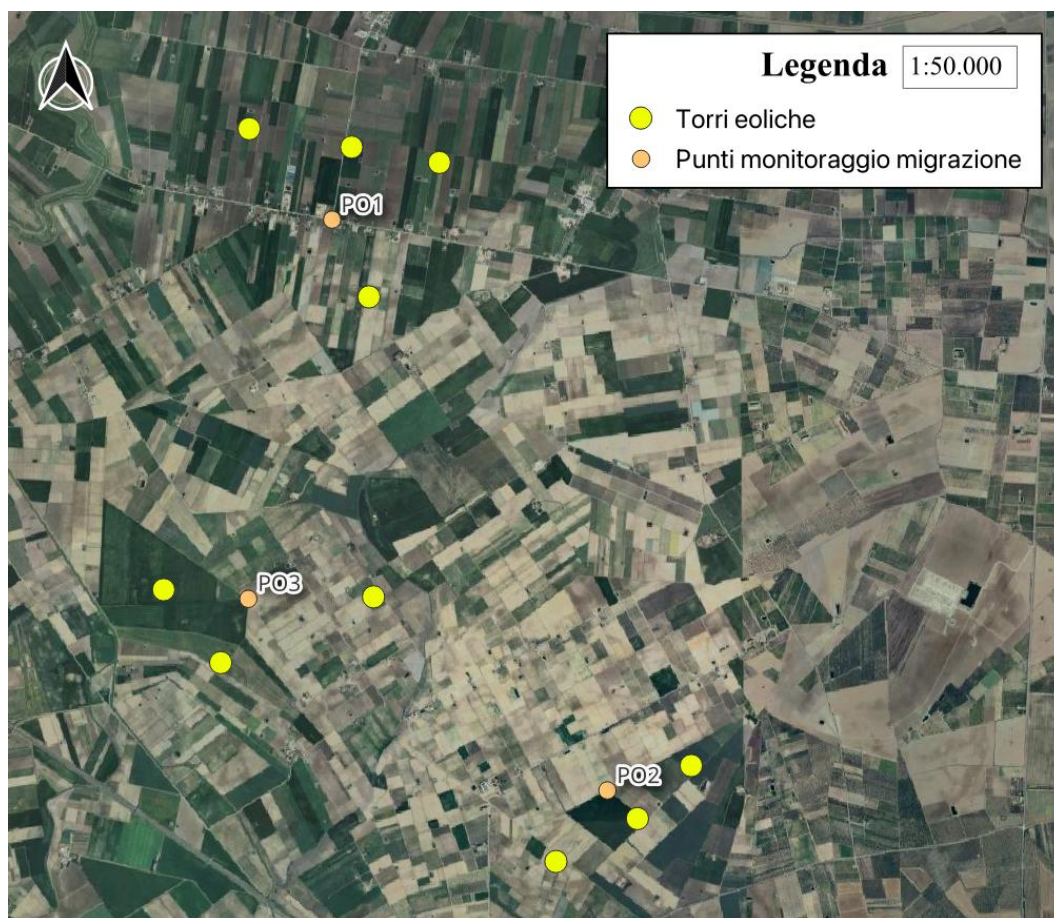 Legenda 1:50.000
Torri eoliche
Punti monitoraggio migrazione
PO1
PO3
PO2